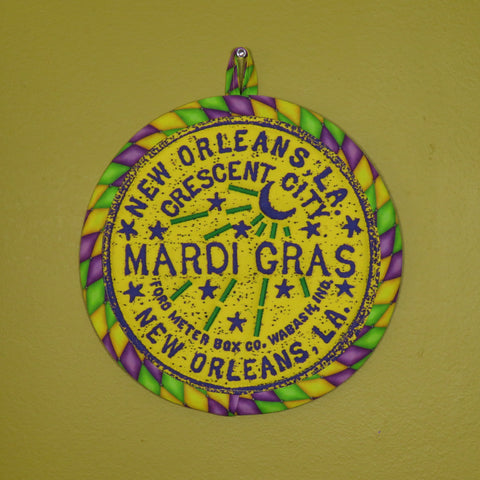 NEW ORLEANS, LA.
CRESCENT CITY
MARDI GRAS
FORD METER BOX CO. WABASH, IND.
NEW ORLEANS, LA.